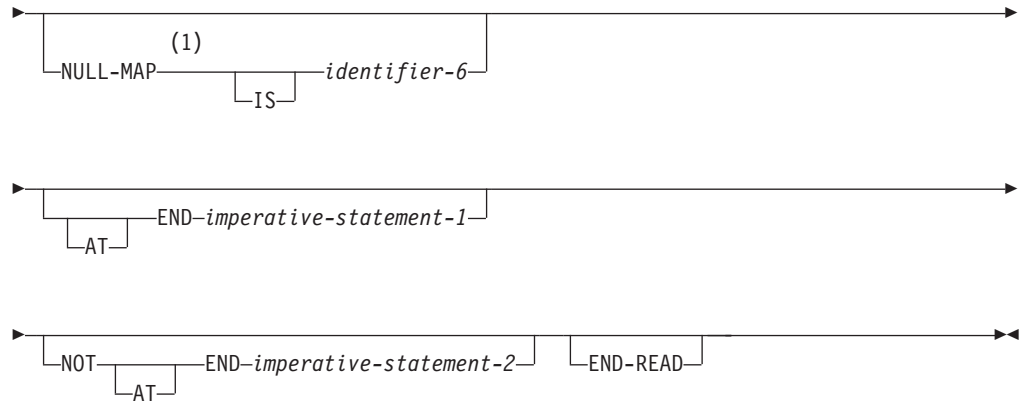 (1)
NULL-MAP IS identifier-6
AT END imperative-statement-1
NOT AT END imperative-statement-2 END-READ